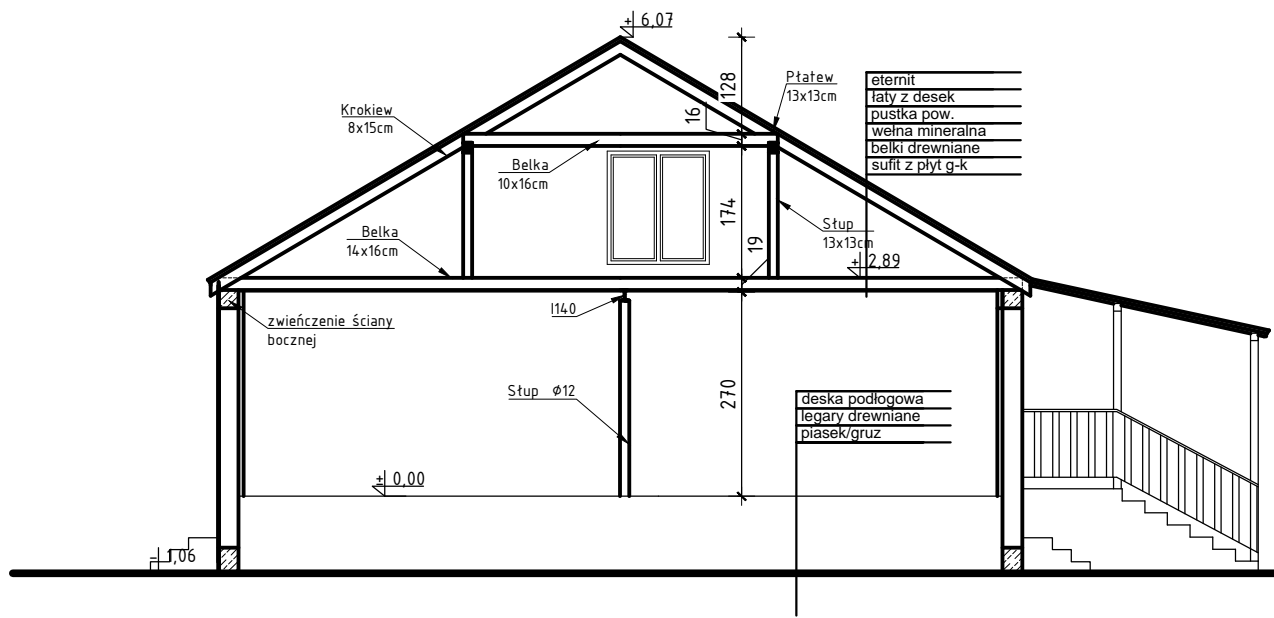 ± 6,07
128
Płatew
13x13cm
eternit
łaty z desek
pustka pow.
wełna mineralna
belki drewniane
sufit z płyt g-k
Krokiew
8x15cm
16
Belka
10x16cm
174
Słup
13x13cm
Belka
14x16cm
19
± 2,89
zwieńczenie ściany
bocznej
I140
Słup ⌀12
270
deska podłogowa
legary drewniane
piasek/gruz
± 0,00
- 1,06